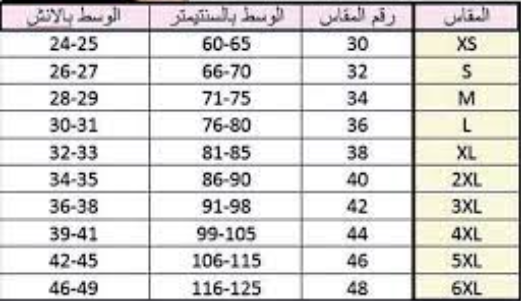 المقاس رقم المقاس الوسط بالسنتيمتر الوسط بالانش
XS 30 60-65 24-25
S 32 66-70 26-27
M 34 71-75 28-29
L 36 76-80 30-31
XL 38 81-85 32-33
2XL 40 86-90 34-35
3XL 42 91-98 36-38
4XL 44 99-105 39-41
5XL 46 106-115 42-45
6XL 48 116-125 46-49